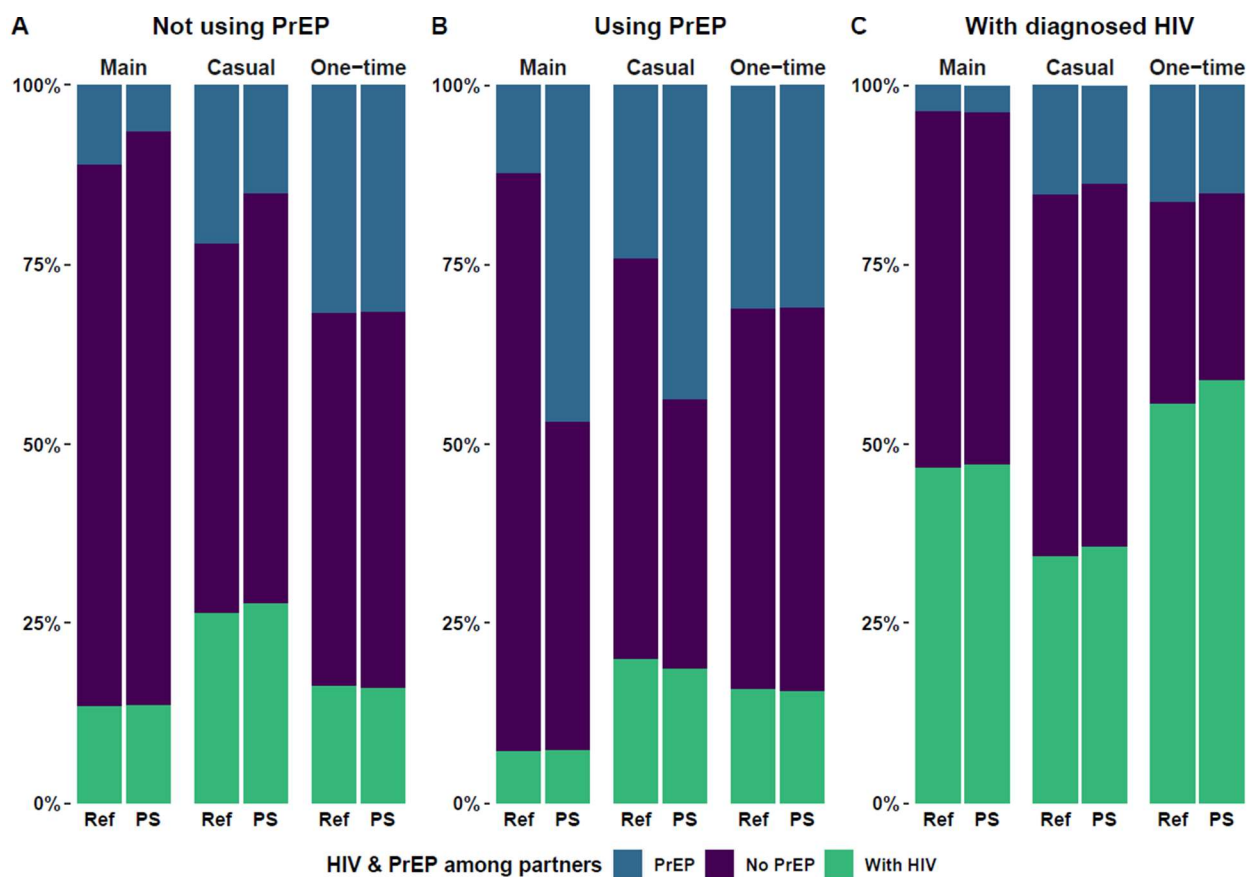 A Not using PrEP B Using PrEP C With diagnosed HIV
Main Casual One-time Main Casual One-time Main Casual One-time
100% 100% 100%
75% 75% 75%
50% 50% 50%
25% 25% 25%
0% 0% 0%
Ref PS Ref PS Ref PS Ref PS Ref PS Ref PS Ref PS Ref PS Ref PS
HIV & PrEP among partners PrEP No PrEP With HIV